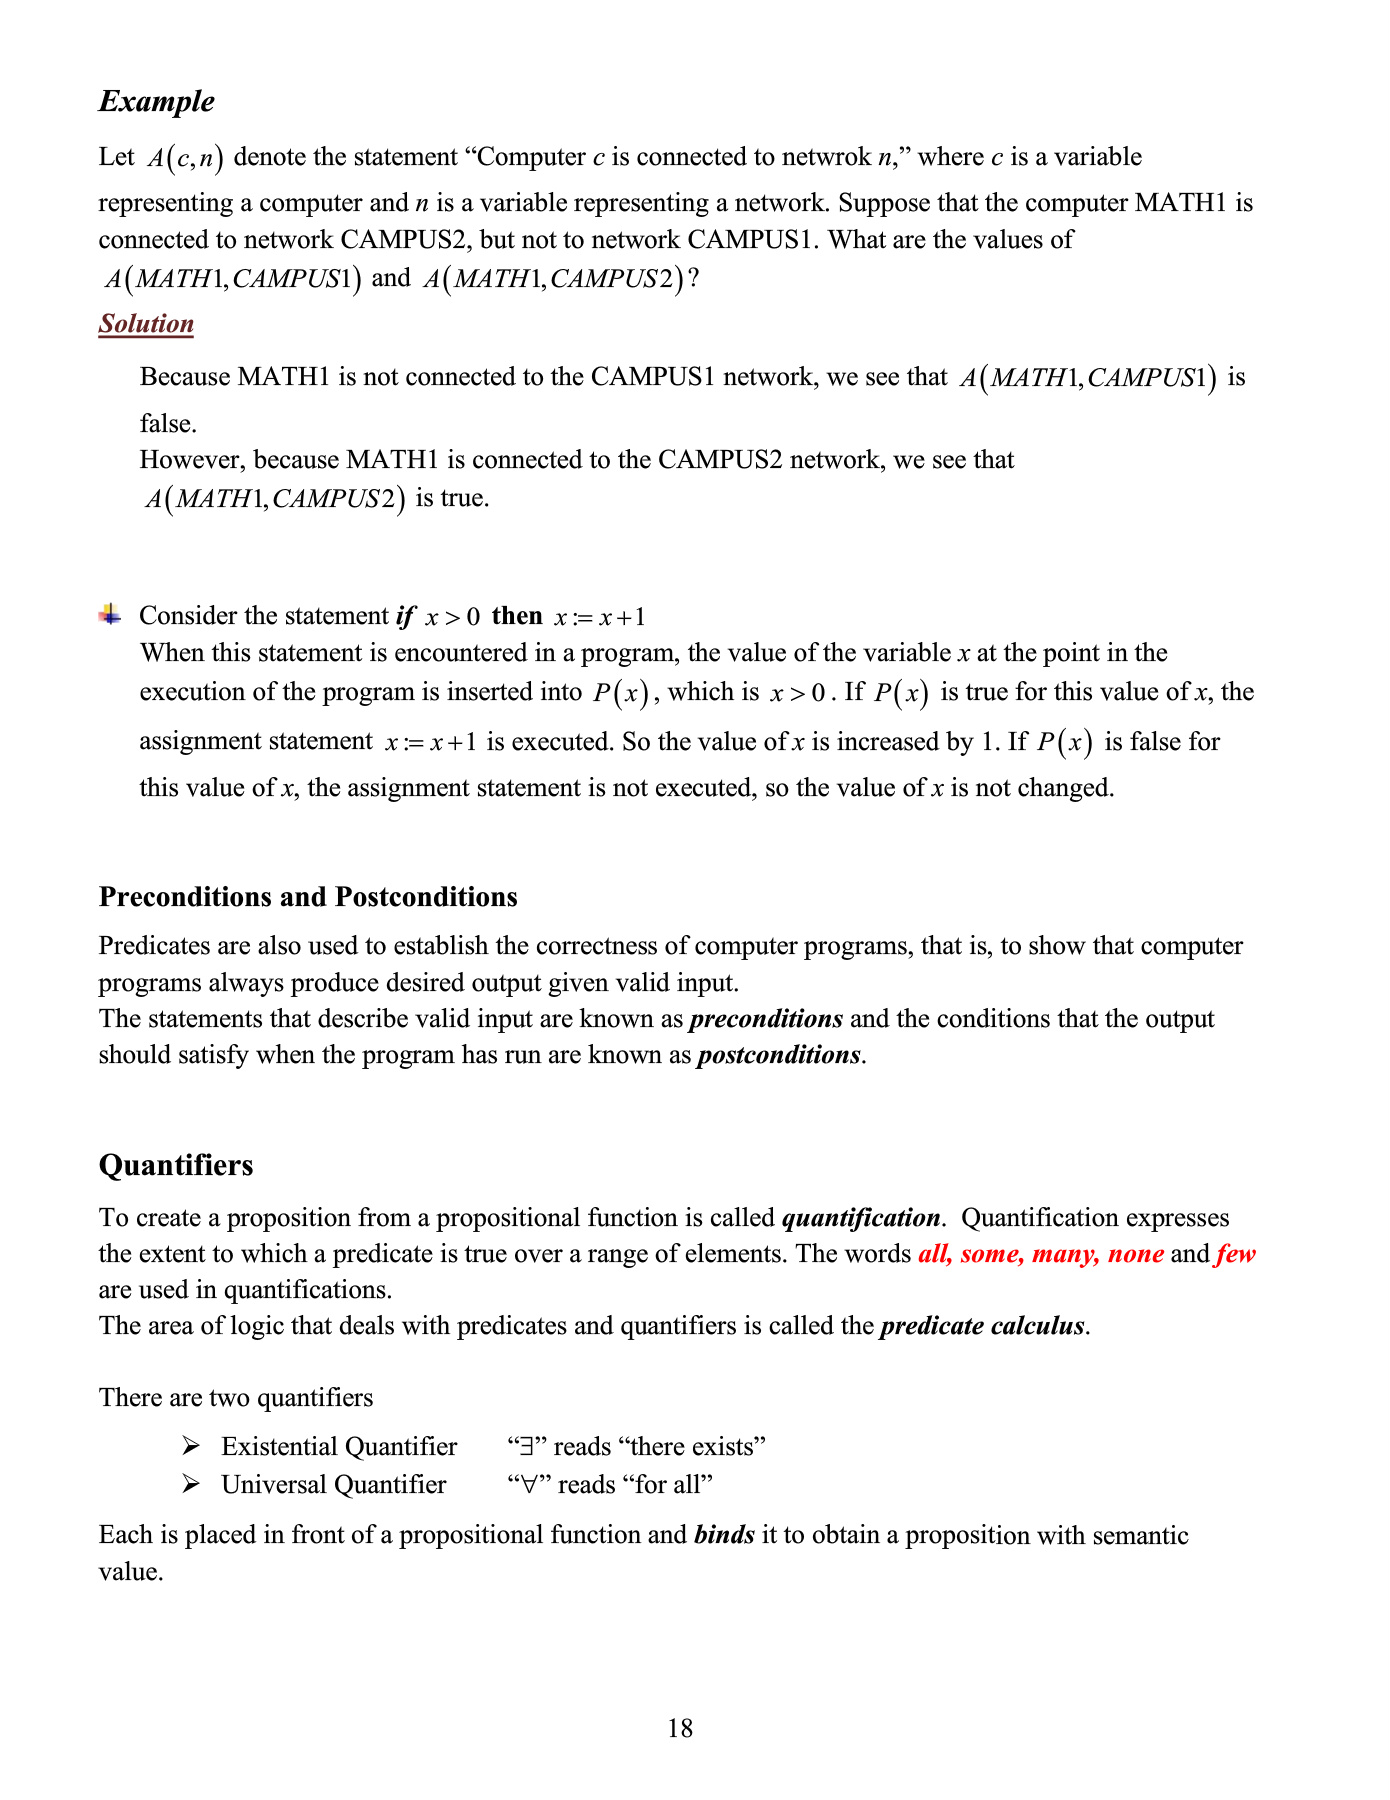 Example
Let A(c,n) denote the statement “Computer c is connected to netwrok n,” where c is a variable
representing a computer and n is a variable representing a network. Suppose that the computer MATH1 is
connected to network CAMPUS2, but not to network CAMPUS1. What are the values of
A(MATH1,CAMPUS1) and A(MATH1,CAMPUS2)?
Solution
Because MATH1 is not connected to the CAMPUS1 network, we see that A(MATH1,CAMPUS1) is
false.
However, because MATH1 is connected to the CAMPUS2 network, we see that
A(MATH1,CAMPUS2) is true.
Consider the statement if x > 0 then x := x + 1
When this statement is encountered in a program, the value of the variable x at the point in the
execution of the program is inserted into P(x), which is x > 0. If P(x) is true for this value of x, the
assignment statement x := x + 1 is executed. So the value of x is increased by 1. If P(x) is false for
this value of x, the assignment statement is not executed, so the value of x is not changed.
Preconditions and Postconditions
Predicates are also used to establish the correctness of computer programs, that is, to show that computer
programs always produce desired output given valid input.
The statements that describe valid input are known as preconditions and the conditions that the output
should satisfy when the program has run are known as postconditions.
Quantifiers
To create a proposition from a propositional function is called quantification. Quantification expresses
the extent to which a predicate is true over a range of elements. The words all, some, many, none and few
are used in quantifications.
The area of logic that deals with predicates and quantifiers is called the predicate calculus.
There are two quantifiers
➢ Existential Quantifier “∃” reads “there exists”
➢ Universal Quantifier “∀” reads “for all”
Each is placed in front of a propositional function and binds it to obtain a proposition with semantic
value.
18